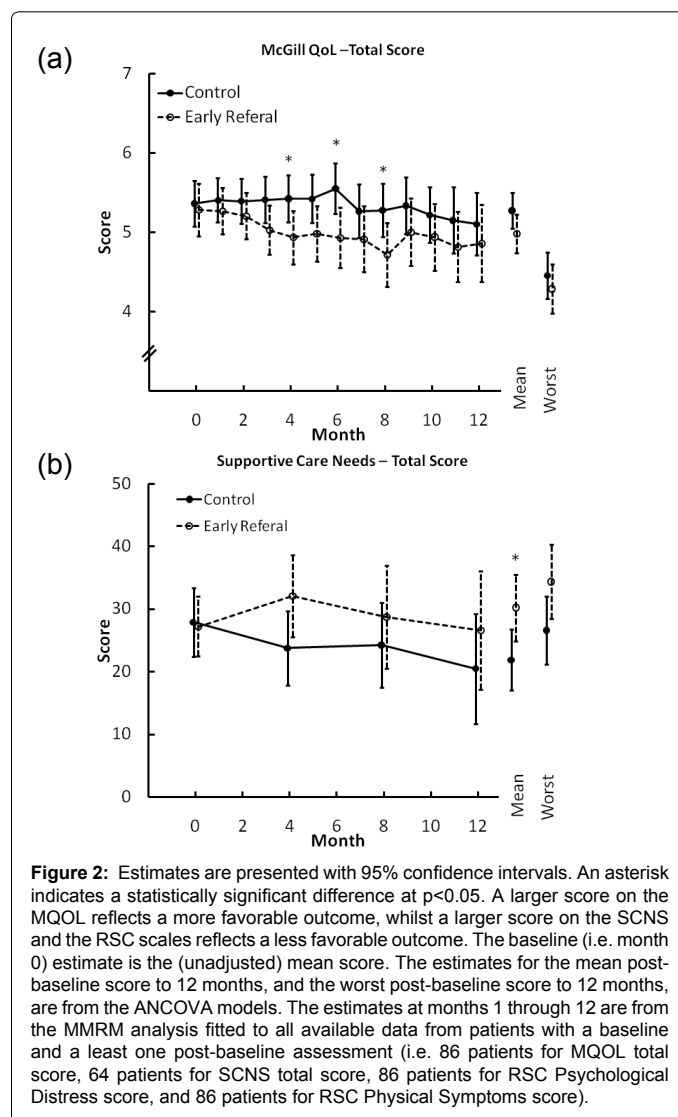 (a)
McGill QoL –Total Score
7
Control
Early Referal
6
*
*
*
Score
5
4
0 2 4 6 8 10 12
Month
Mean
Worst
(b)
Supportive Care Needs – Total Score
50
Control
Early Referal
40
*
30
Score
20
10
0
0 2 4 6 8 10 12
Month
Mean
Worst
Figure 2: Estimates are presented with 95% confidence intervals. An asterisk
indicates a statistically significant difference at p<0.05. A larger score on the
MQOL reflects a more favorable outcome, whilst a larger score on the SCNS
and the RSC scales reflects a less favorable outcome. The baseline (i.e. month
0) estimate is the (unadjusted) mean score. The estimates for the mean post-
baseline score to 12 months, and the worst post-baseline score to 12 months,
are from the ANCOVA models. The estimates at months 1 through 12 are from
the MMRM analysis fitted to all available data from patients with a baseline
and a least one post-baseline assessment (i.e. 86 patients for MQOL total
score, 64 patients for SCNS total score, 86 patients for RSC Psychological
Distress score, and 86 patients for RSC Physical Symptoms score).